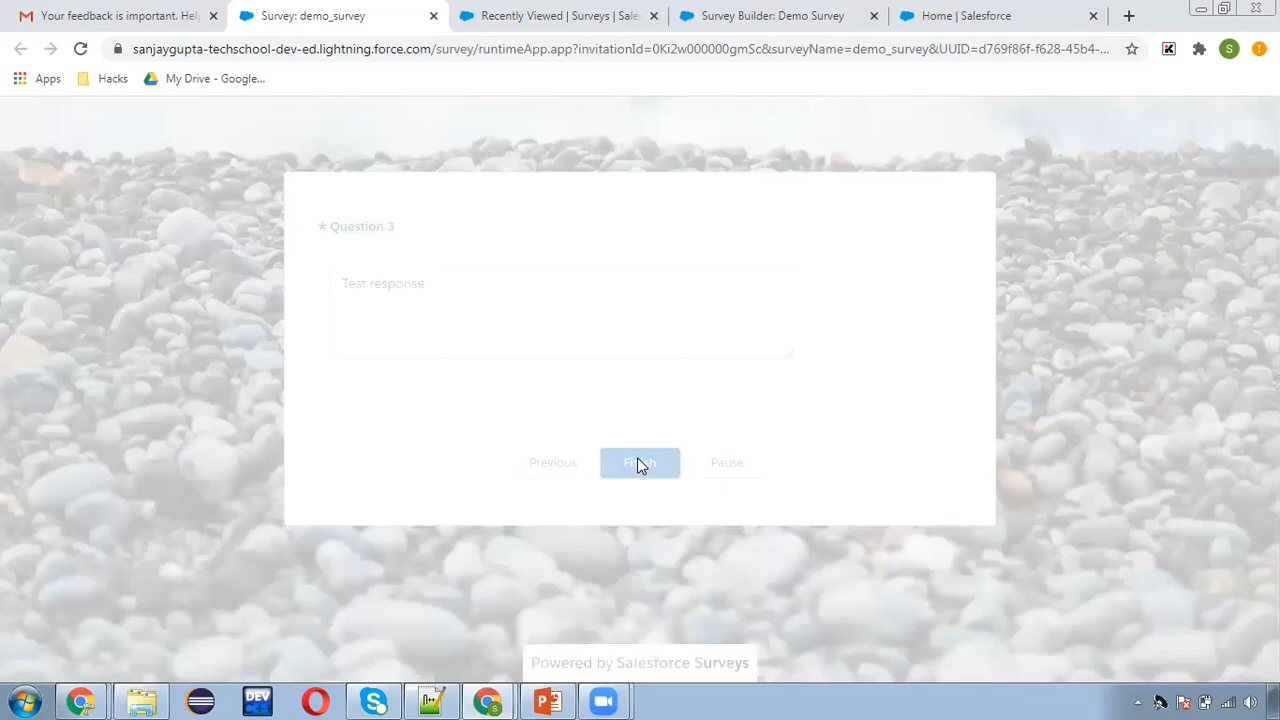 Your feedback is important. Hel
Survey: demo_survey
Recently Viewed | Surveys | Sale
Survey Builder: Demo Survey
Home | Salesforce
sanjaygupta-techschool-dev-ed.lightning.force.com/survey/runtimeApp.app?invitationId=0Ki2w000000gmSc&surveyName=demo_survey&UUID=d769f86f-f628-45b4-...
S
Apps
Hacks
My Drive - Google...
* Question 3
Test response
Previous
Finish
Pause
Powered by Salesforce Surveys
DEV